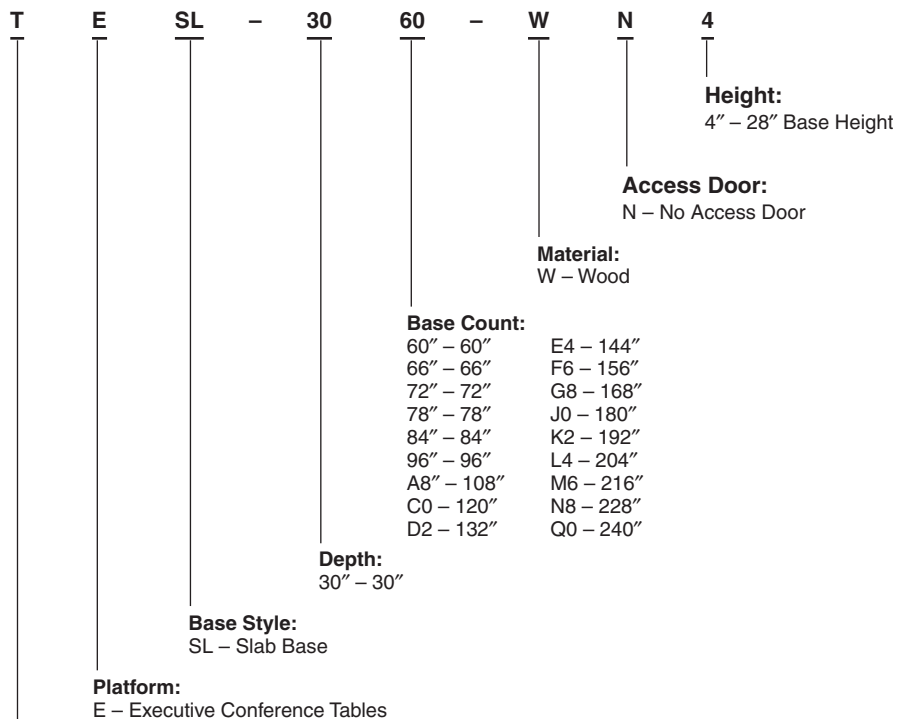 T E SL – 30 60 – W N 4
Height:
4″ – 28″ Base Height
Access Door:
N – No Access Door
Material:
W – Wood
Base Count:
60″ – 60″ E4 – 144″
66″ – 66″ F6 – 156″
72″ – 72″ G8 – 168″
78″ – 78″ J0 – 180″
84″ – 84″ K2 – 192″
96″ – 96″ L4 – 204″
A8″ – 108″ M6 – 216″
C0 – 120″ N8 – 228″
D2 – 132″ Q0 – 240″
Depth:
30″ – 30″
Base Style:
SL – Slab Base
Platform:
E – Executive Conference Tables